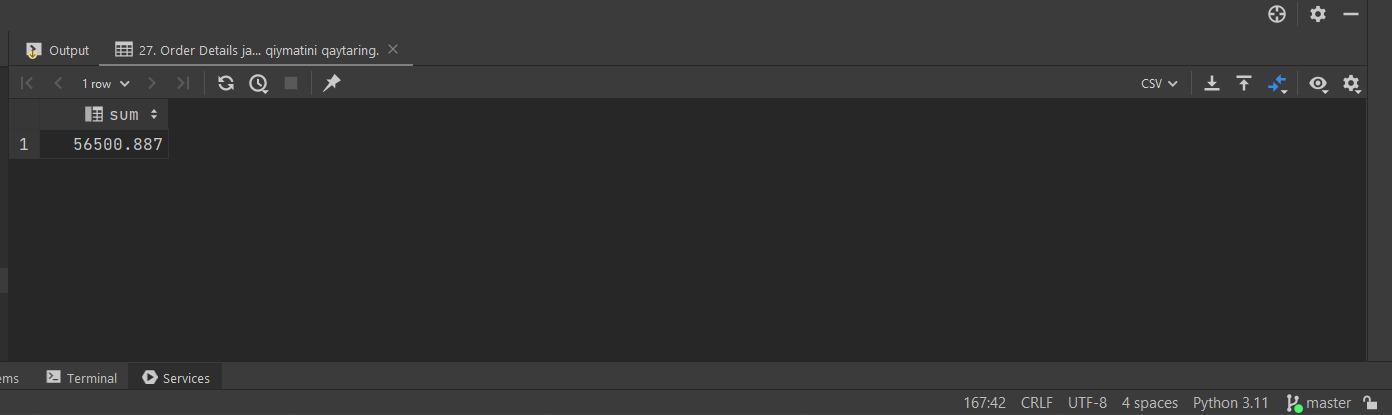 Output
27. Order Details ja... qiymatini qaytaring.
1 row
CSV
sum
1 56500.887
ems
Terminal
Services
167:42 CRLF UTF-8 4 spaces Python 3.11 master